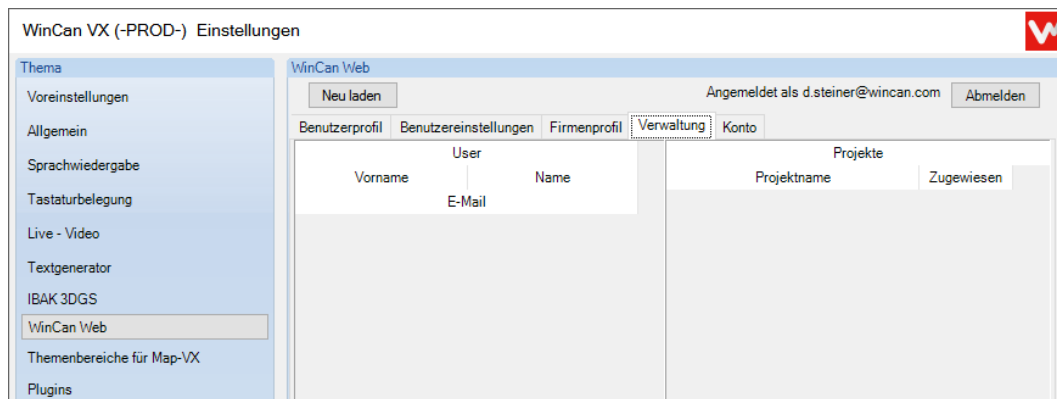 WinCan VX (-PROD-) Einstellungen
Thema
Voreinstellungen
Allgemein
Sprachwiedergabe
Tastaturbelegung
Live - Video
Textgenerator
IBAK 3DGS
WinCan Web
Themenbereiche für Map-VX
Plugins
WinCan Web
Neu laden
Angemeldet als d.steiner@wincan.com
Abmelden
Benutzerprofil Benutzereinstellungen Firmenprofil Verwaltung Konto
User
Vorname Name
E-Mail
Projekte
Projektname Zugewiesen